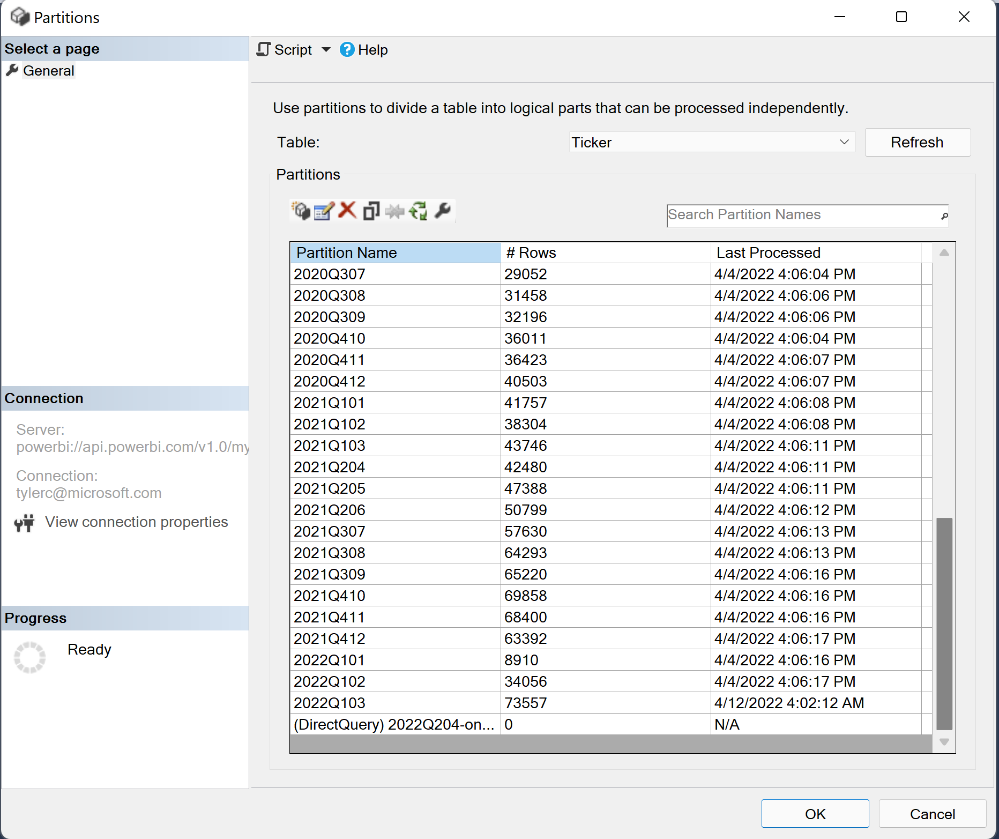 Partitions
Select a page
General
Script
Help
Use partitions to divide a table into logical parts that can be processed independently.
Table:
Ticker
Refresh
Partitions
Search Partition Names
Partition Name # Rows Last Processed
2020Q307 29052 4/4/2022 4:06:04 PM
2020Q308 31458 4/4/2022 4:06:06 PM
2020Q309 32196 4/4/2022 4:06:06 PM
2020Q410 36011 4/4/2022 4:06:04 PM
2020Q411 36423 4/4/2022 4:06:07 PM
2020Q412 40503 4/4/2022 4:06:07 PM
2021Q101 41757 4/4/2022 4:06:08 PM
2021Q102 38304 4/4/2022 4:06:08 PM
2021Q103 43746 4/4/2022 4:06:11 PM
2021Q204 42480 4/4/2022 4:06:11 PM
2021Q205 47388 4/4/2022 4:06:11 PM
2021Q206 50799 4/4/2022 4:06:12 PM
2021Q307 57630 4/4/2022 4:06:13 PM
2021Q308 64293 4/4/2022 4:06:13 PM
2021Q309 65220 4/4/2022 4:06:16 PM
2021Q410 69858 4/4/2022 4:06:16 PM
2021Q411 68400 4/4/2022 4:06:16 PM
2021Q412 63392 4/4/2022 4:06:17 PM
2022Q101 8910 4/4/2022 4:06:16 PM
2022Q102 34056 4/4/2022 4:06:17 PM
2022Q103 73557 4/12/2022 4:02:12 AM
(DirectQuery) 2022Q204-on... 0 N/A
Connection
Server:
powerbi://api.powerbi.com/v1.0/my
Connection:
tylerc@microsoft.com
View connection properties
Progress
Ready
OK
Cancel